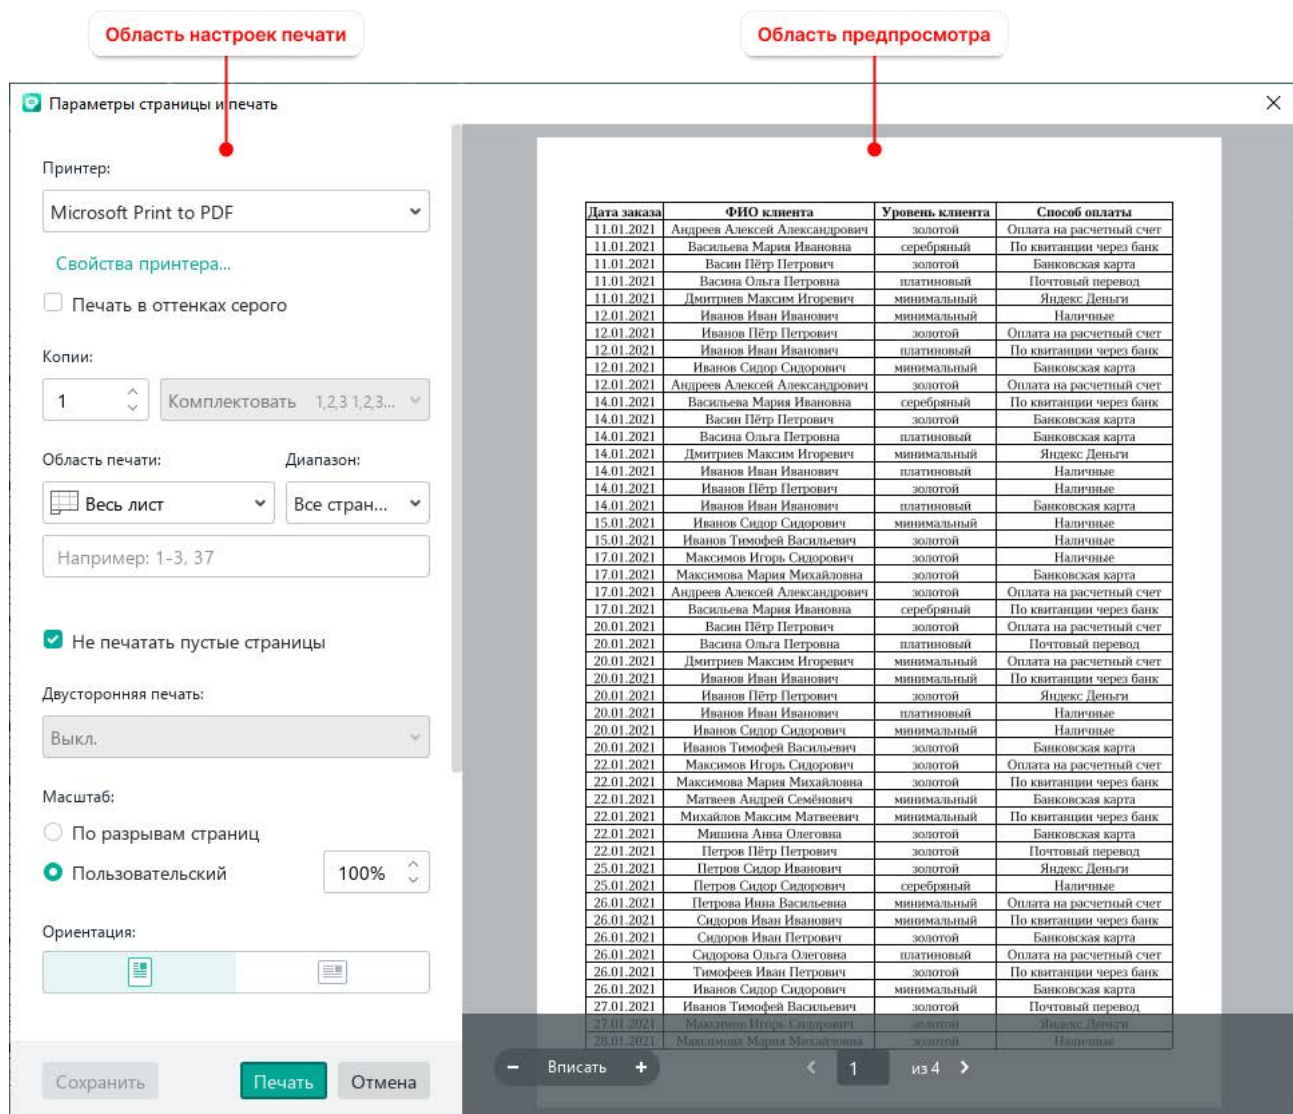 Область настроек печати
Область предпросмотра
Параметры страницы и печать
Принтер:
Microsoft Print to PDF
Свойства принтера...
Печать в оттенках серого
Копии:
1 Комплектовать 1,2,3 1,2,3...
Область печати: Диапазон:
Весь лист Все стран...
Например: 1-3, 37
Не печатать пустые страницы
Двусторонняя печать:
Выкл.
Масштаб:
По разрывам страниц
Пользовательский 100%
Ориентация:
Сохранить Печать Отмена
Дата заказа ФИО клиента Уровень клиента Способ оплаты
11.01.2021 Андреев Алексей Александрович золотой Оплата на расчетный счет
11.01.2021 Васильева Мария Ивановна серебряный По квитанции через банк
11.01.2021 Васин Пётр Петрович золотой Банковская карта
11.01.2021 Васина Ольга Петровна платиновый Почтовый перевод
11.01.2021 Дмитриев Максим Игоревич минимальный Яндекс Деньги
12.01.2021 Иванов Иван Иванович минимальный Наличные
12.01.2021 Иванов Пётр Петрович золотой Оплата на расчетный счет
12.01.2021 Иванов Иван Иванович платиновый По квитанции через банк
12.01.2021 Иванов Сидор Сидорович минимальный Банковская карта
12.01.2021 Андреев Алексей Александрович золотой Оплата на расчетный счет
14.01.2021 Васильева Мария Ивановна серебряный По квитанции через банк
14.01.2021 Васин Пётр Петрович золотой Банковская карта
14.01.2021 Васина Ольга Петровна платиновый Банковская карта
14.01.2021 Дмитриев Максим Игоревич минимальный Яндекс Деньги
14.01.2021 Иванов Иван Иванович платиновый Наличные
14.01.2021 Иванов Пётр Петрович золотой Наличные
14.01.2021 Иванов Иван Иванович платиновый Банковская карта
15.01.2021 Иванов Сидор Сидорович минимальный Наличные
15.01.2021 Иванов Тимофей Васильевич золотой Наличные
17.01.2021 Максимов Игорь Сидорович золотой Наличные
17.01.2021 Максимова Мария Михайловна золотой Банковская карта
17.01.2021 Андреев Алексей Александрович золотой Оплата на расчетный счет
17.01.2021 Васильева Мария Ивановна серебряный По квитанции через банк
20.01.2021 Васин Пётр Петрович золотой Оплата на расчетный счет
20.01.2021 Васина Ольга Петровна платиновый Почтовый перевод
20.01.2021 Дмитриев Максим Игоревич минимальный Оплата на расчетный счет
20.01.2021 Иванов Иван Иванович минимальный По квитанции через банк
20.01.2021 Иванов Пётр Петрович золотой Яндекс Деньги
20.01.2021 Иванов Иван Иванович платиновый Наличные
20.01.2021 Иванов Сидор Сидорович минимальный Наличные
20.01.2021 Иванов Тимофей Васильевич золотой Банковская карта
22.01.2021 Максимов Игорь Сидорович золотой Оплата на расчетный счет
22.01.2021 Максимова Мария Михайловна золотой По квитанции через банк
22.01.2021 Матвеев Андрей Семёнович минимальный Банковская карта
22.01.2021 Михайлов Максим Матвеевич минимальный По квитанции через банк
22.01.2021 Мишина Анна Олеговна золотой Банковская карта
22.01.2021 Петров Пётр Петрович золотой Почтовый перевод
25.01.2021 Петров Сидор Иванович золотой Яндекс Деньги
25.01.2021 Петров Сидор Сидорович серебряный Наличные
26.01.2021 Петрова Инна Васильевна минимальный Оплата на расчетный счет
26.01.2021 Сидоров Иван Иванович минимальный По квитанции через банк
26.01.2021 Сидоров Иван Петрович золотой Банковская карта
26.01.2021 Сидорова Ольга Олеговна платиновый Оплата на расчетный счет
26.01.2021 Тимофеев Иван Петрович золотой По квитанции через банк
26.01.2021 Иванов Сидор Сидорович минимальный Банковская карта
27.01.2021 Иванов Тимофей Васильевич золотой Почтовый перевод
27.01.2021 Максимов Игорь Сидорович золотой Яндекс Деньги
28.01.2021 Максимова Мария Михайловна золотой Наличные
− Вписать + 1 из 4